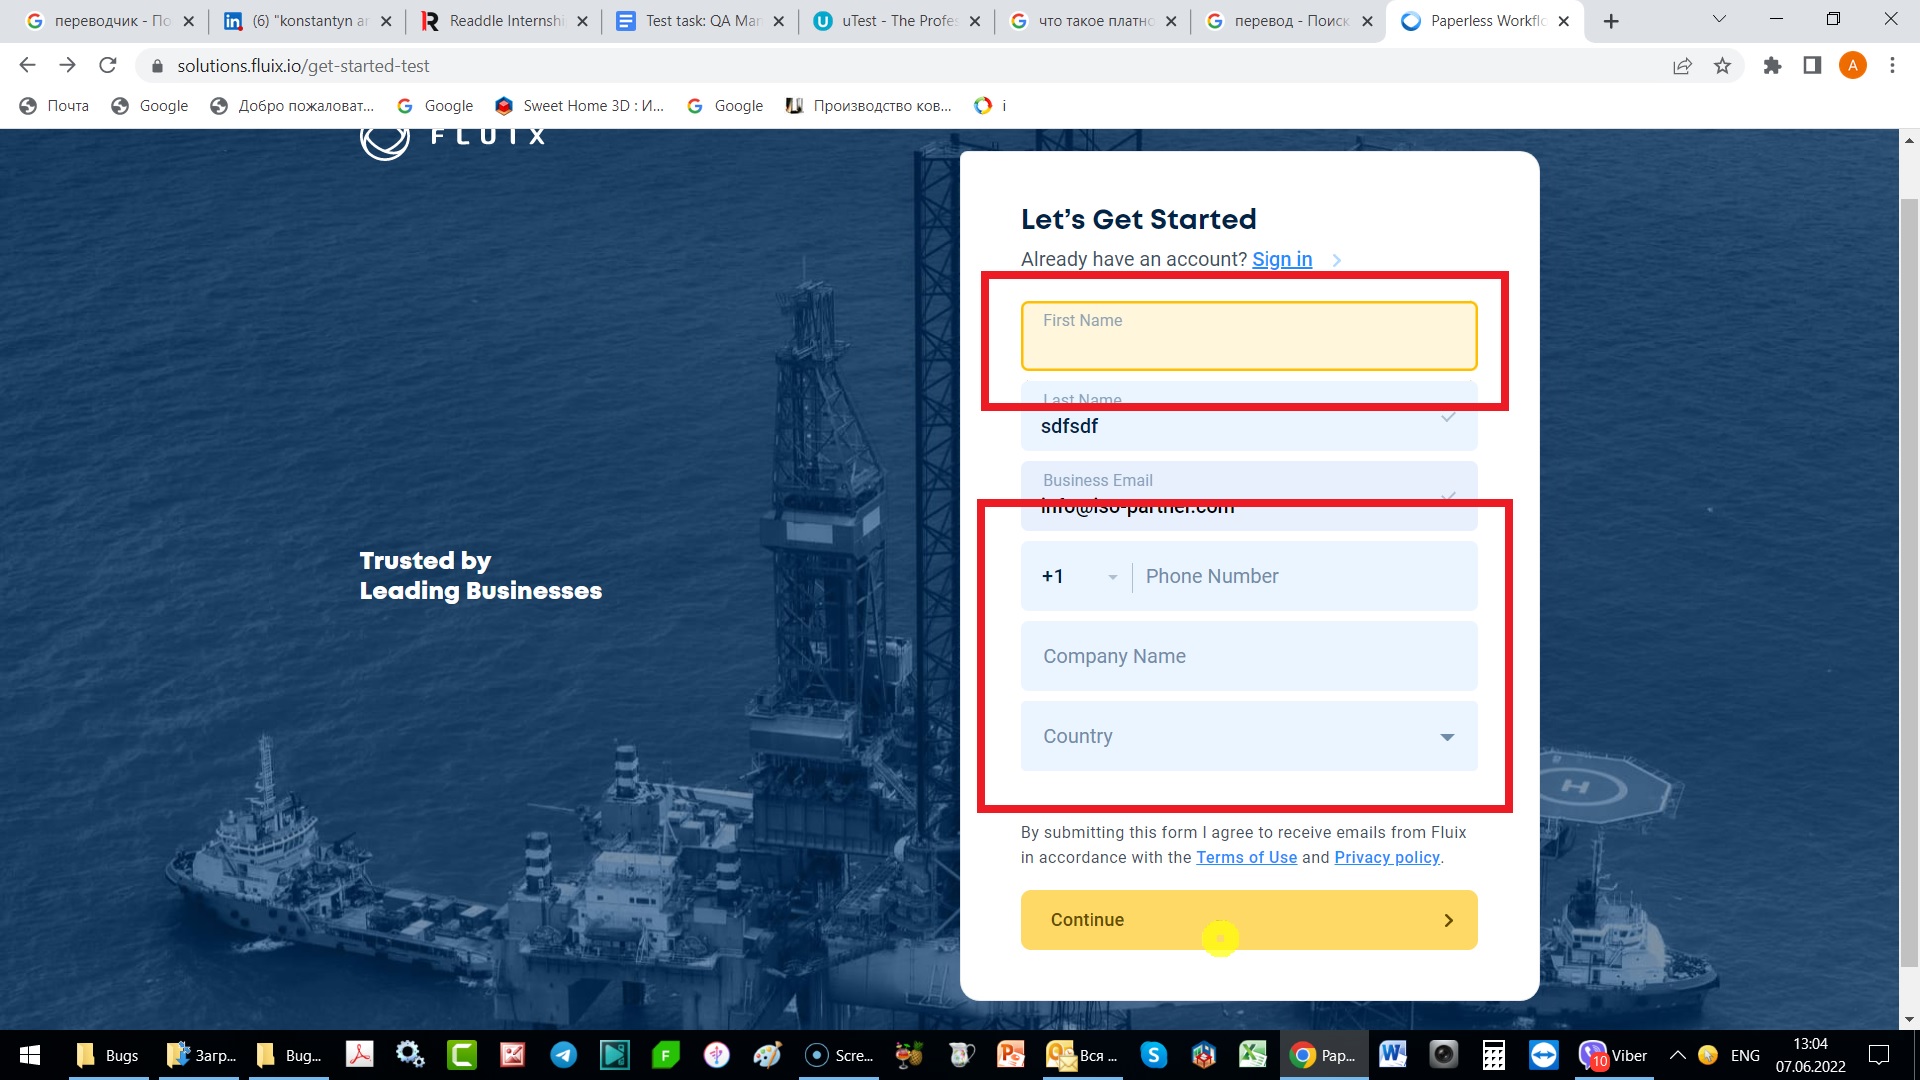 переводчик - По
(6) "konstantyn ar
Readdle Internshi
Test task: QA Man
uTest - The Profes
что такое платно
перевод - Поиск
Paperless Workflo
solutions.fluix.io/get-started-test
A
Почта
Google
Добро пожаловат...
Google
Sweet Home 3D : И...
Google
Производство ков...
i
FLUIX
Let's Get Started
Already have an account? Sign in
First Name
Last Name
sdfsdf
Business Email
info@iso-partner.com
+1
Phone Number
Company Name
Country
Trusted by
Leading Businesses
By submitting this form I agree to receive emails from Fluix
in accordance with the Terms of Use and Privacy policy.
Continue
H
Bugs
Загр...
Bug...
Scre...
Вся ...
Pap...
10
Viber
ENG
13:04
07.06.2022